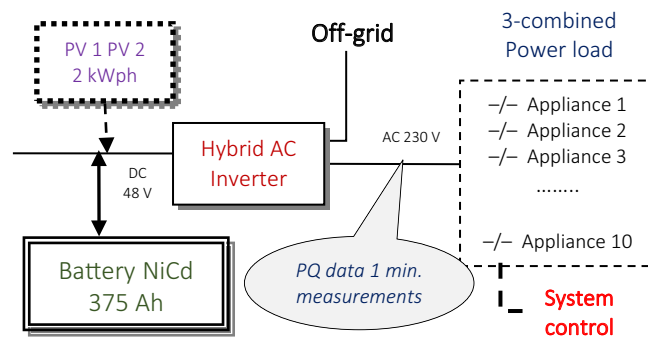 PV 1 PV 2
2 kWph
Off-grid
3-combined
Power load
Hybrid AC
Inverter
DC
48 V
AC 230 V
–/– Appliance 1
–/– Appliance 2
–/– Appliance 3
........
–/– Appliance 10
Battery NiCd
375 Ah
PQ data 1 min.
measurements
System
control